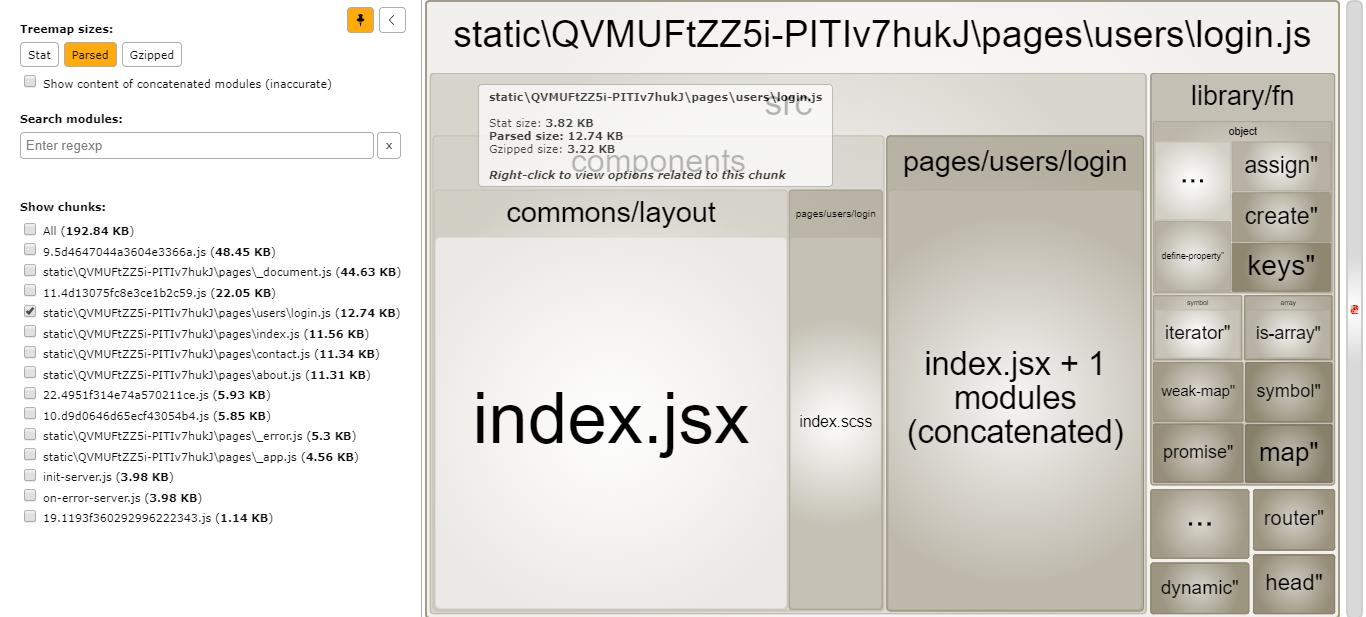 Treemap sizes:
Stat Parsed Gzipped
Show content of concatenated modules (inaccurate)
Search modules:
Enter regexp x
Show chunks:
All (192.84 KB)
9.5d4647044a3604e3366a.js (48.45 KB)
static\QVMUFtZZ5i-PITIv7hukJ\pages\_document.js (44.63 KB)
11.4d13075fc8e3ce1b2c59.js (22.05 KB)
static\QVMUFtZZ5i-PITIv7hukJ\pages\users\login.js (12.74 KB)
static\QVMUFtZZ5i-PITIv7hukJ\pages\index.js (11.56 KB)
static\QVMUFtZZ5i-PITIv7hukJ\pages\contact.js (11.34 KB)
static\QVMUFtZZ5i-PITIv7hukJ\pages\about.js (11.31 KB)
22.4951f314e74a570211ce.js (5.93 KB)
10.d9d0646d65ecf43054b4.js (5.85 KB)
static\QVMUFtZZ5i-PITIv7hukJ\pages\_error.js (5.3 KB)
static\QVMUFtZZ5i-PITIv7hukJ\pages\_app.js (4.56 KB)
init-server.js (3.98 KB)
on-error-server.js (3.98 KB)
19.1193f360292996222343.js (1.14 KB)
static\QVMUFtZZ5i-PITIv7hukJ\pages\users\login.js
src
static\QVMUFtZZ5i-PITIv7hukJ\pages\users\login.js
Stat size: 3.82 KB
Parsed size: 12.74 KB
Gzipped size: 3.22 KB
Right-click to view options related to this chunk
components
commons/layout
index.jsx
pages/users/login
index.scss
pages/users/login
index.jsx + 1
modules
(concatenated)
library/fn
object
...
assign"
create"
define-property"
keys"
symbol
iterator"
array
is-array"
weak-map"
symbol"
promise"
map"
...
router"
dynamic"
head"